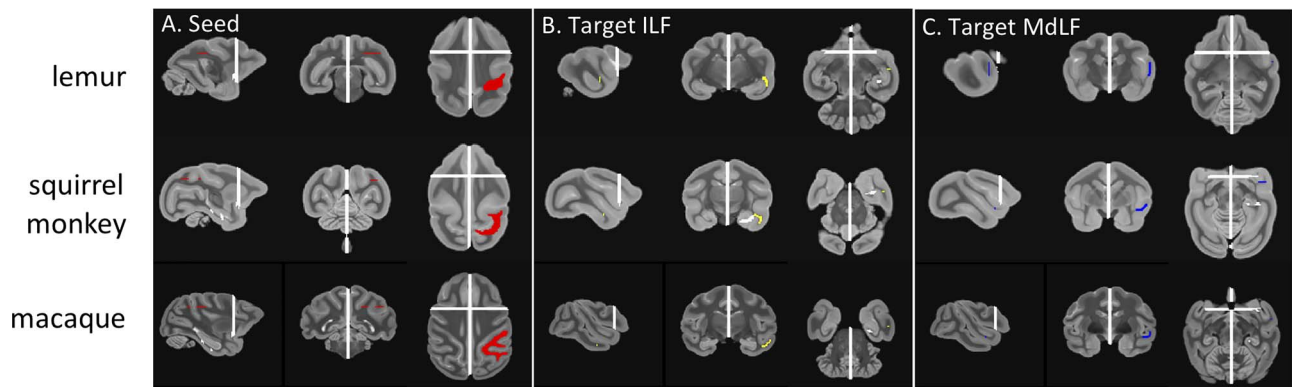 A. Seed
B. Target ILF
C. Target MdLF
lemur
squirrel
monkey
macaque